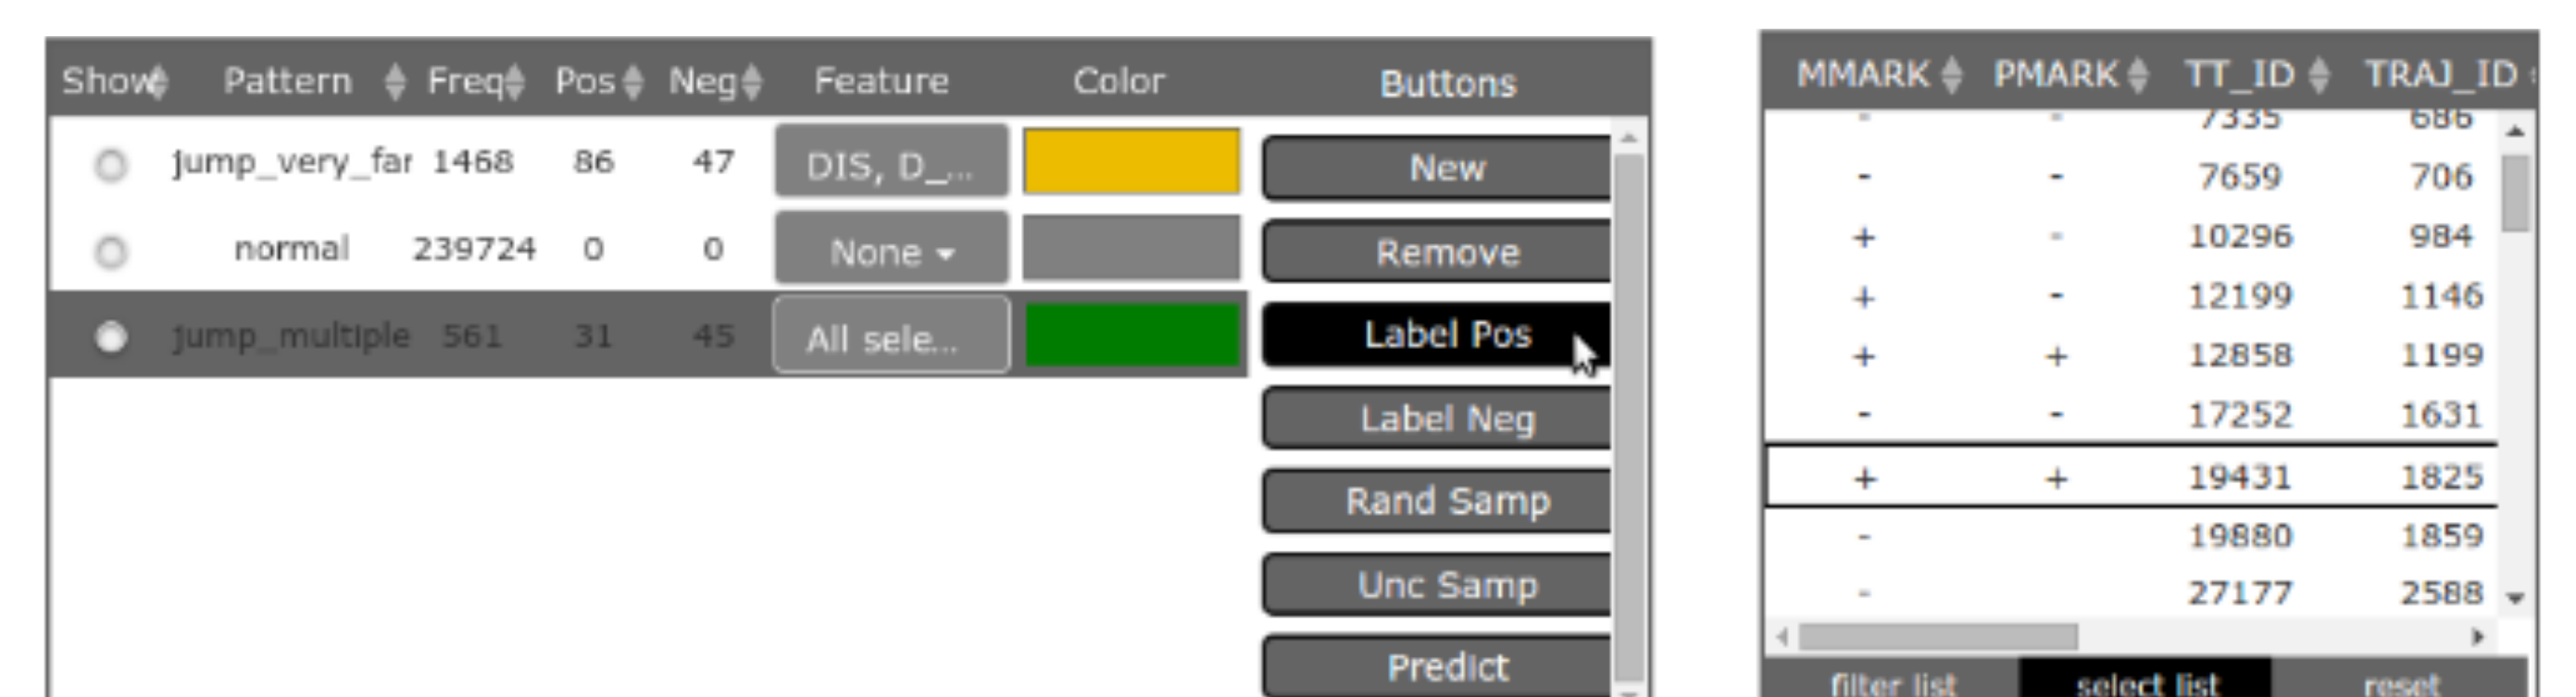 Show Pattern Freq Pos Neg Feature Color Buttons
jump_very_far 1468 86 47 DIS, D_... New
normal 239724 0 0 None Remove
jump_multiple 561 31 45 All sele... Label Pos
Label Neg
Rand Samp
Unc Samp
Predict
MMARK PMARK TT_ID TRAJ_ID
- - 7335 686
- - 7659 706
+ - 10296 984
+ - 12199 1146
+ + 12858 1199
- - 17252 1631
+ + 19431 1825
- 19880 1859
- 27177 2588
filter list select list reset